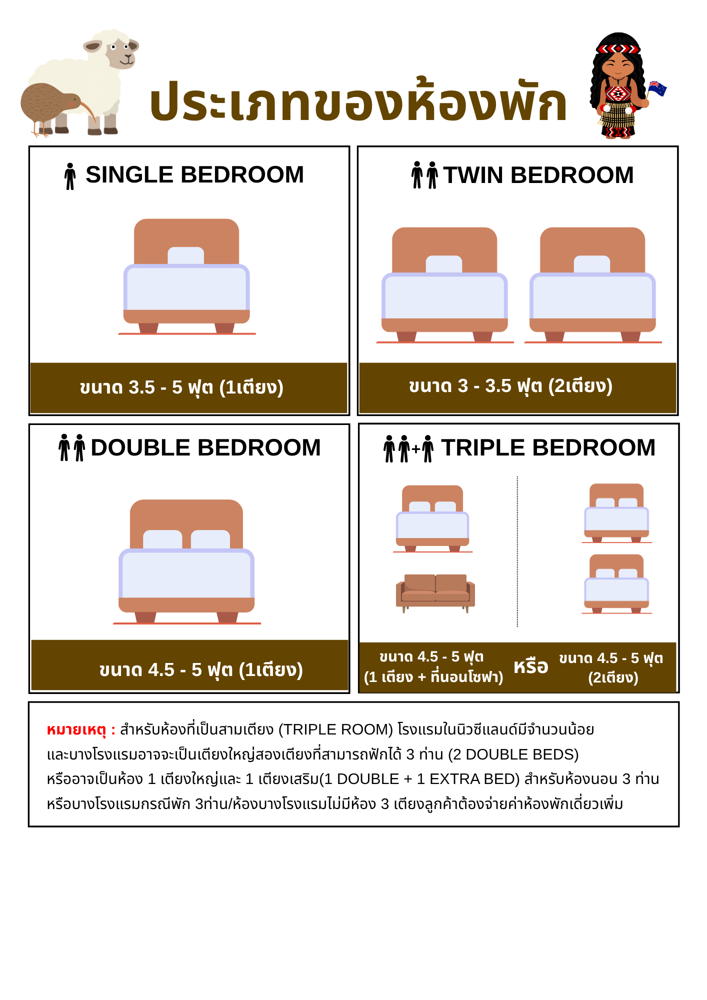 ประเภทของห้องพัก
SINGLE BEDROOM
ขนาด 3.5 - 5 ฟุต (1เตียง)
TWIN BEDROOM
ขนาด 3 - 3.5 ฟุต (2เตียง)
DOUBLE BEDROOM
ขนาด 4.5 - 5 ฟุต (1เตียง)
+ TRIPLE BEDROOM
ขนาด 4.5 - 5 ฟุต
(1 เตียง + ที่นอนโซฟา)
หรือ
ขนาด 4.5 - 5 ฟุต
(2เตียง)
หมายเหตุ : สำหรับห้องที่เป็นสามเตียง (TRIPLE ROOM) โรงแรมในนิวซีแลนด์มีจำนวนน้อย
และบางโรงแรมอาจจะเป็นเตียงใหญ่สองเตียงที่สามารถฟักได้ 3 ท่าน (2 DOUBLE BEDS)
หรืออาจเป็นห้อง 1 เตียงใหญ่และ 1 เตียงเสริม(1 DOUBLE + 1 EXTRA BED) สำหรับห้องนอน 3 ท่าน
หรือบางโรงแรมกรณีพัก 3ท่าน/ห้องบางโรงแรมไม่มีห้อง 3 เตียงลูกค้าต้องจ่ายค่าห้องพักเดี่ยวเพิ่ม